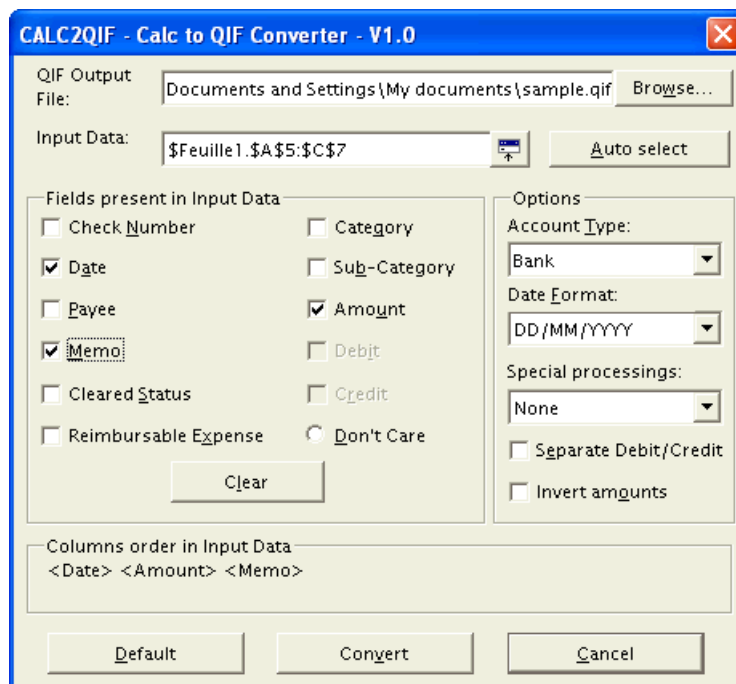 CALC2QIF - Calc to QIF Converter - V1.0
QIF Output
File:
Documents and Settings\My documents\sample.qif
Browse...
Input Data:
$Feuille1.$A$5:$C$7
Auto select
Fields present in Input Data
Check Number
Category
Date
Sub-Category
Payee
Amount
Memo
Debit
Cleared Status
Credit
Reimbursable Expense
Don't Care
Clear
Options
Account Type:
Bank
Date Format:
DD/MM/YYYY
Special processings:
None
Separate Debit/Credit
Invert amounts
Columns order in Input Data
<Date> <Amount> <Memo>
Default
Convert
Cancel